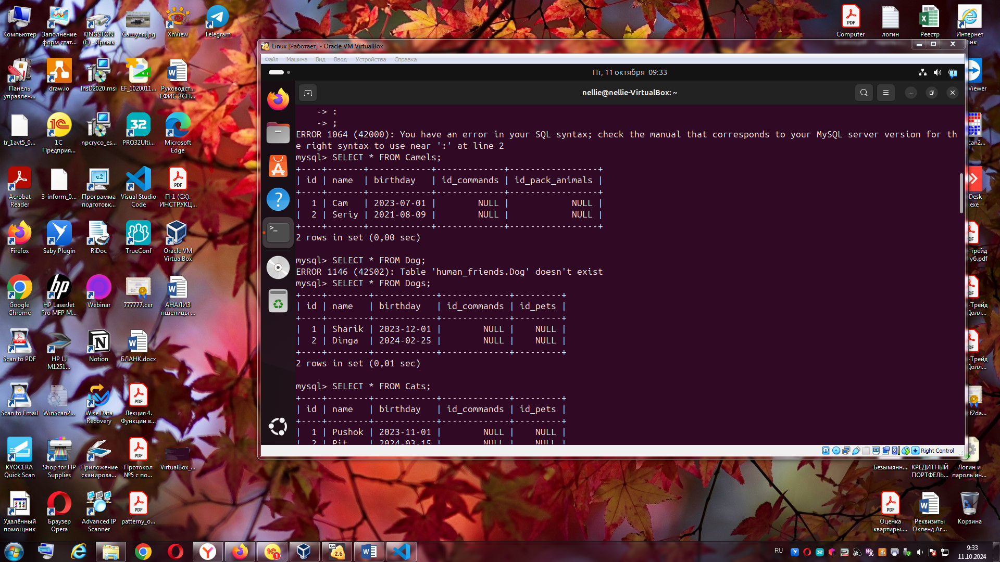 Компьютер
Заполнение
форм стат...
KINGSTON
(E) - Ярлык
Сашуля.jpg
XnView
Telegram
Панель
управлен...
draw.io
InsD2020.msi
EF_1020011...
Руководст...
ЕФИС ЗСН...
tr_1avt5_0...
1С
Предприя...
npcryco_es...
PRO32Ulti...
Microsoft
Edge
Acrobat
Reader
3-inform_0...
Программа
подготовк...
Visual Studio
Code
П-1 (СХ).
ИНСТРУКЦ...
Firefox
Saby Plugin
RiDoc
TrueConf
Oracle VM
VirtualBox
Google
Chrome
HP LaserJet
Pro MFP M...
Webinar
777777.cer
АНАЛИЗ
пшеницы ...
Scan to PDF
HP LJ
M1251...
Notion
БЛАНК.docx
Scan to Email
WinScan2...
Wise Data
Recovery
Лекция 4.
Функции в...
KYOCERA
Quick Scan
Shop for HP
Supplies
Приложение
сканирова...
Протокол
№5 с по...
VirtualBox_...
Удалённый
помощник
Браузер
Opera
Advanced IP
Scanner
patterny_o...
Computer
логин
Реестр
Интернет
Linux [Работает] - Oracle VM VirtualBox
Файл Машина Вид Ввод Устройства Справка
Пт, 11 октября 09:33
nellie@nellie-VirtualBox: ~
-> :
-> ;
ERROR 1064 (42000): You have an error in your SQL syntax; check the manual that corresponds to your MySQL server version for th
e right syntax to use near ':' at line 2
mysql> SELECT * FROM Camels;
+----+-------+------------+-------------+-----------------+
| id | name | birthday | id_commands | id_pack_animals |
+----+-------+------------+-------------+-----------------+
| 1 | Cam | 2023-07-01 | NULL | NULL |
| 2 | Seriy | 2021-08-09 | NULL | NULL |
+----+-------+------------+-------------+-----------------+
2 rows in set (0,00 sec)
mysql> SELECT * FROM Dog;
ERROR 1146 (42S02): Table 'human_friends.Dog' doesn't exist
mysql> SELECT * FROM Dogs;
+----+--------+------------+-------------+---------+
| id | name | birthday | id_commands | id_pets |
+----+--------+------------+-------------+---------+
| 1 | Sharik | 2023-12-01 | NULL | NULL |
| 2 | Dinga | 2024-02-25 | NULL | NULL |
+----+--------+------------+-------------+---------+
2 rows in set (0,01 sec)
mysql> SELECT * FROM Cats;
+----+--------+------------+-------------+---------+
| id | name | birthday | id_commands | id_pets |
+----+--------+------------+-------------+---------+
| 1 | Pushok | 2023-11-01 | NULL | NULL |
| 2 | Pit | 2024-03-15 | NULL | NULL |
Right Control
Viewer
Desk
.exe
Безымянн...
КРЕДИТНЫЙ
ПОРТФЕЛЬ...
Логин и
пароль ин...
Оценка
квартиры....
Реквизиты
Окленд Аг...
Корзина
RU
9:33
11.10.2024